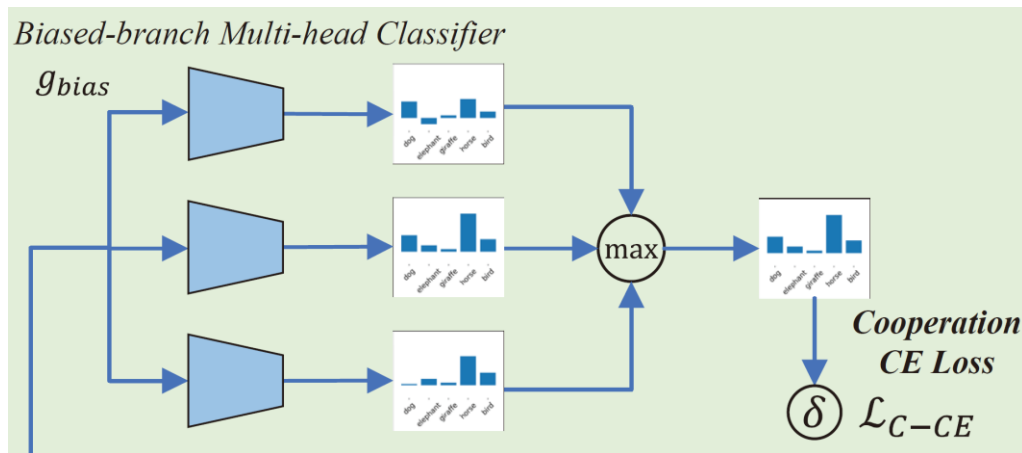 Biased-branch Multi-head Classifier
g_bias
dog elephant giraffe horse bird
dog elephant giraffe horse bird
max
dog elephant giraffe horse bird
dog elephant giraffe horse bird
Cooperation
CE Loss
δ ℒ_C−CE